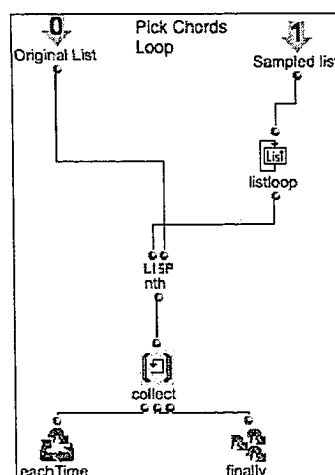 0
Pick Chords
Loop
1
Original List
Sampled list
List
listloop
LISP
nth
collect
eachTime
finally